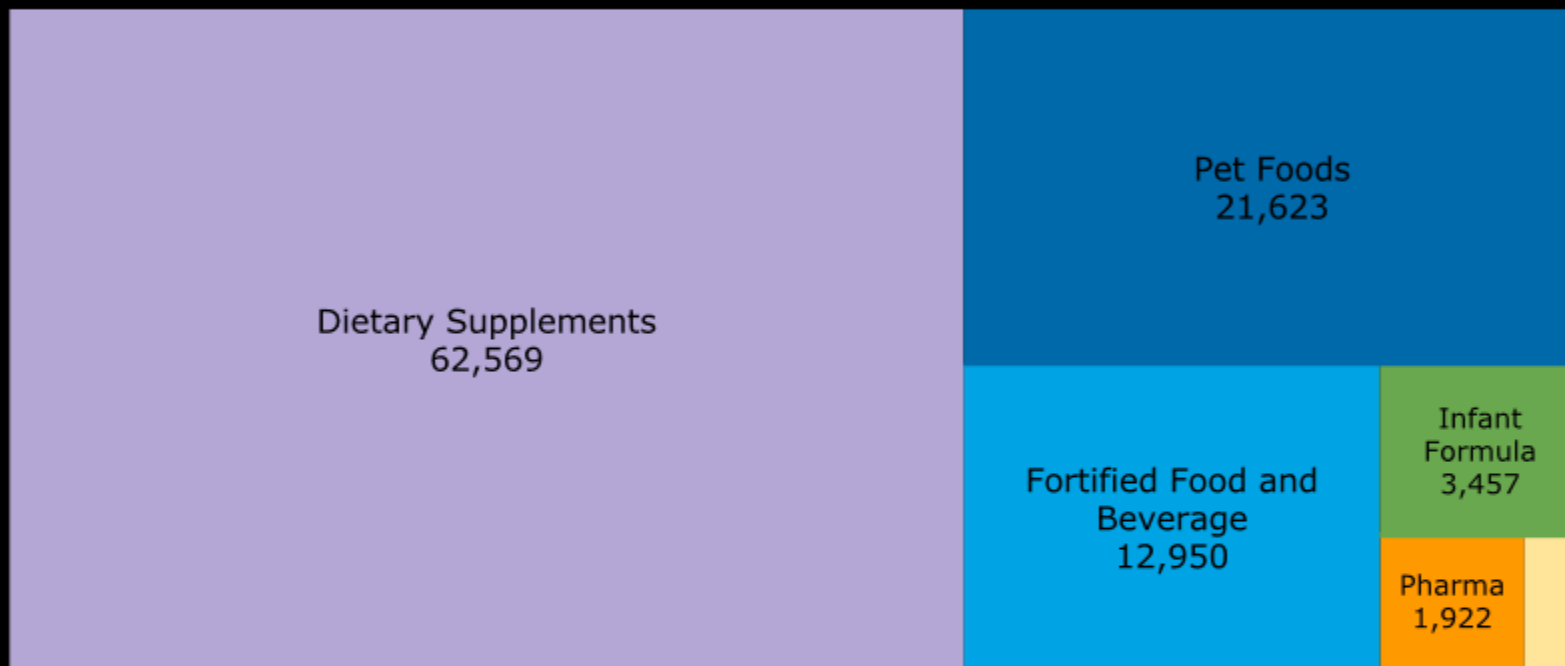 Dietary Supplements
62,569
Pet Foods
21,623
Fortified Food and
Beverage
12,950
Infant
Formula
3,457
Pharma
1,922